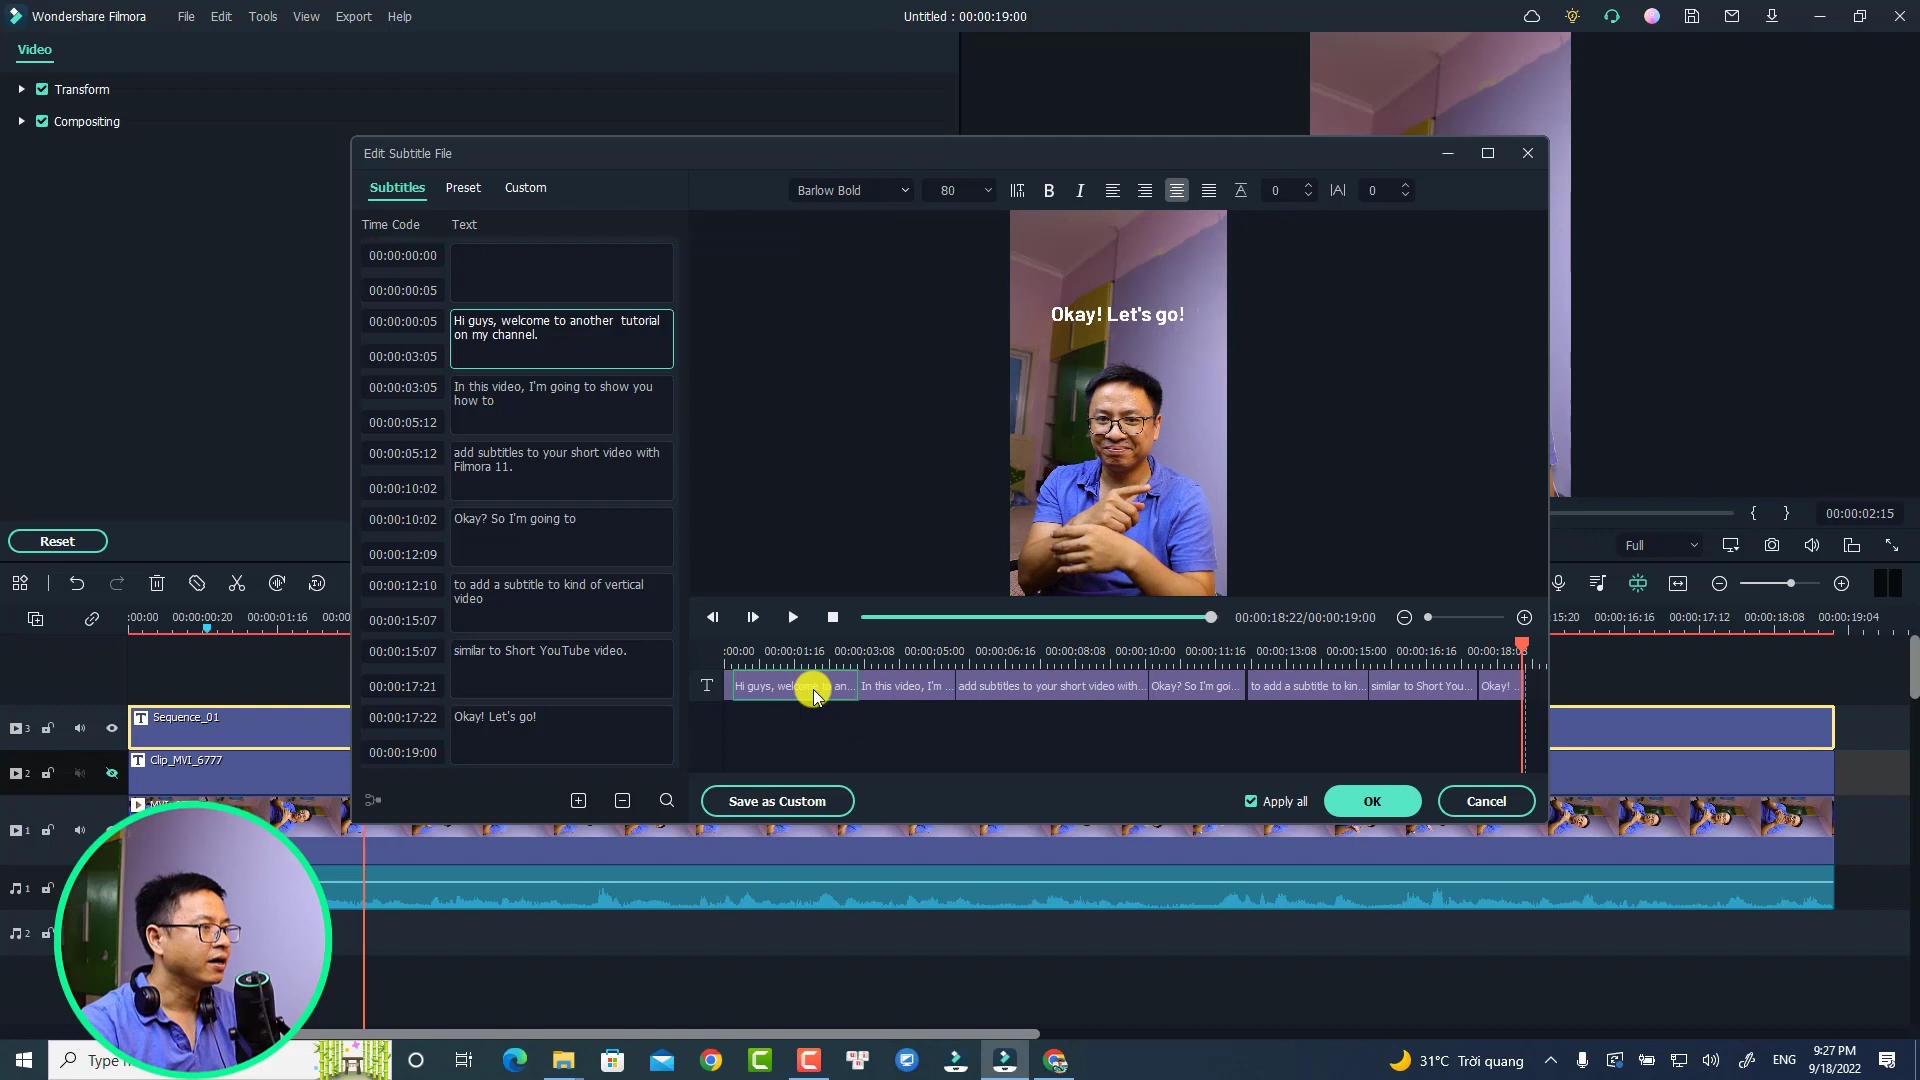 Wondershare Filmora File Edit Tools View Export Help
Untitled : 00:00:19:00
Video
Transform
Compositing
Reset
Edit Subtitle File
Subtitles Preset Custom
Time Code Text
00:00:00:00
00:00:00:05
00:00:00:05
Hi guys, welcome to another  tutorial
on my channel.
00:00:03:05
00:00:03:05
In this video, I'm going to show you
how to
00:00:05:12
00:00:05:12
add subtitles to your short video with
Filmora 11.
00:00:10:02
00:00:10:02
Okay? So I'm going to
00:00:12:09
00:00:12:10
to add a subtitle to kind of vertical
video
00:00:15:07
00:00:15:07
similar to Short YouTube video.
00:00:17:21
00:00:17:22
Okay! Let's go!
00:00:19:00
Barlow Bold 80 B I 0 0
Okay! Let's go!
00:00:18:22/00:00:19:00
:00:00 00:00:01:16 00:00:03:08 00:00:05:00 00:00:06:16 00:00:08:08 00:00:10:00 00:00:11:16 00:00:13:08 00:00:15:00 00:00:16:16 00:00:18:0
T Hi guys, welcome to an... In this video, I'm ... add subtitles to your short video with... Okay? So I'm goi... to add a subtitle to kin... similar to Short You... Okay! ...
Save as Custom
Apply all
OK
Cancel
00:00:02:15
Full
:00:00 00:00:00:20 00:00:01:16 00:00
15:20 00:00:16:16 00:00:17:12 00:00:18:08 00:00:19:04
3 T Sequence_01
2 T Clip_MVI_6777
1
1
2
31°C Trời quang
ENG
9:27 PM
9/18/2022